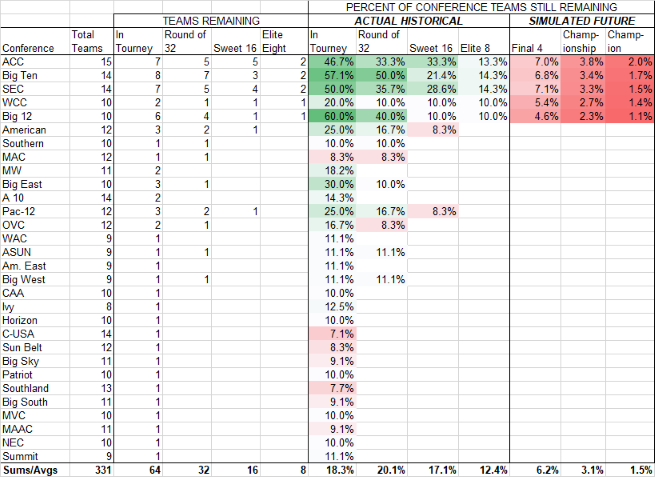 PERCENT OF CONFERENCE TEAMS STILL REMAINING
TEAMS REMAINING ACTUAL HISTORICAL SIMULATED FUTURE
Total In Round of Elite In Round of Champ- Champ-
Conference Teams Tourney 32 Sweet 16 Eight Tourney 32 Sweet 16 Elite 8 Final 4 ionship ion
ACC 15 7 5 5 2 46.7% 33.3% 33.3% 13.3% 7.0% 3.8% 2.0%
Big Ten 14 8 7 3 2 57.1% 50.0% 21.4% 14.3% 6.8% 3.4% 1.7%
SEC 14 7 5 4 2 50.0% 35.7% 28.6% 14.3% 7.1% 3.3% 1.5%
WCC 10 2 1 1 1 20.0% 10.0% 10.0% 10.0% 5.4% 2.7% 1.4%
Big 12 10 6 4 1 1 60.0% 40.0% 10.0% 10.0% 4.6% 2.3% 1.1%
American 12 3 2 1 25.0% 16.7% 8.3%
Southern 10 1 1 10.0% 10.0%
MAC 12 1 1 8.3% 8.3%
MW 11 2 18.2%
Big East 10 3 1 30.0% 10.0%
A 10 14 2 14.3%
Pac-12 12 3 2 1 25.0% 16.7% 8.3%
OVC 12 2 1 16.7% 8.3%
WAC 9 1 11.1%
ASUN 9 1 1 11.1% 11.1%
Am. East 9 1 11.1%
Big West 9 1 1 11.1% 11.1%
CAA 10 1 10.0%
Ivy 8 1 12.5%
Horizon 10 1 10.0%
C-USA 14 1 7.1%
Sun Belt 12 1 8.3%
Big Sky 11 1 9.1%
Patriot 10 1 10.0%
Southland 13 1 7.7%
Big South 11 1 9.1%
MVC 10 1 10.0%
MAAC 11 1 9.1%
NEC 10 1 10.0%
Summit 9 1 11.1%
Sums/Avgs 331 64 32 16 8 18.3% 20.1% 17.1% 12.4% 6.2% 3.1% 1.5%